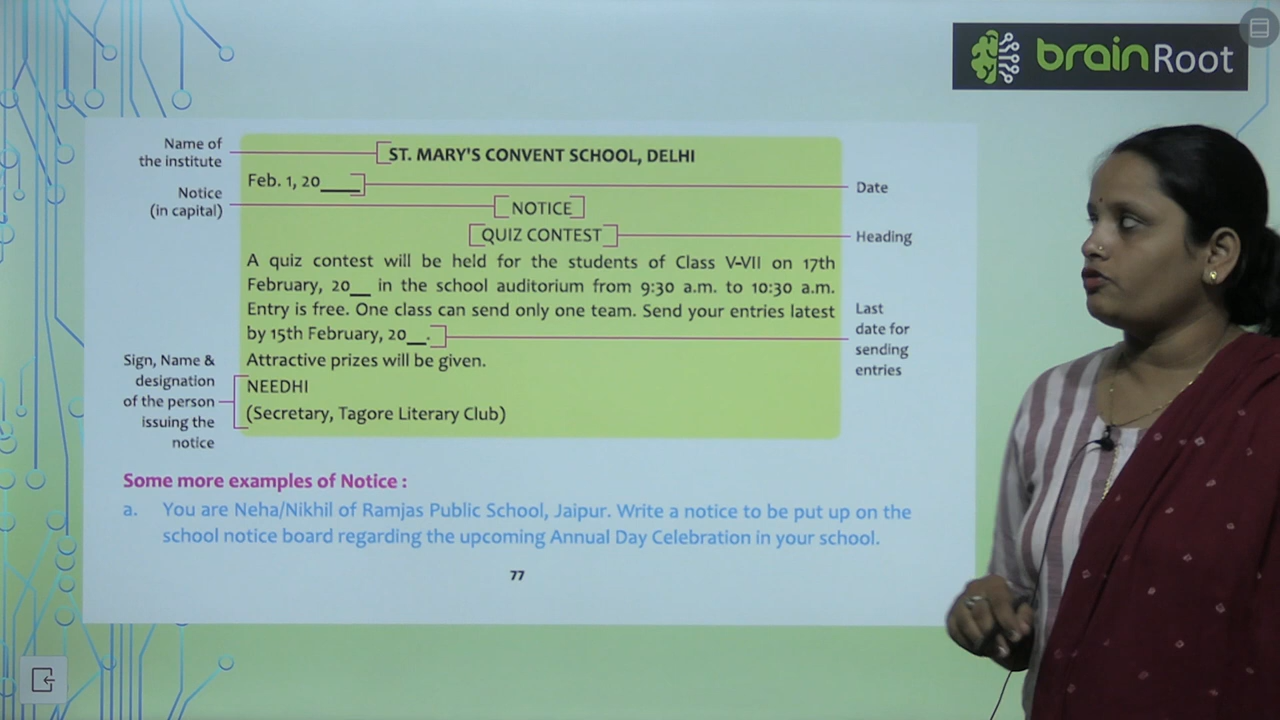 brainRoot
Name of
the institute
ST. MARY'S CONVENT SCHOOL, DELHI
Feb. 1, 20____
Date
Notice
(in capital)
NOTICE
QUIZ CONTEST
Heading
A quiz contest will be held for the students of Class V-VII on 17th
February, 20__ in the school auditorium from 9:30 a.m. to 10:30 a.m.
Entry is free. One class can send only one team. Send your entries latest
by 15th February, 20__.
Last
date for
sending
entries
Attractive prizes will be given.
Sign, Name &
designation
of the person
issuing the
notice
NEEDHI
(Secretary, Tagore Literary Club)
Some more examples of Notice :
a. You are Neha/Nikhil of Ramjas Public School, Jaipur. Write a notice to be put up on the
school notice board regarding the upcoming Annual Day Celebration in your school.
77